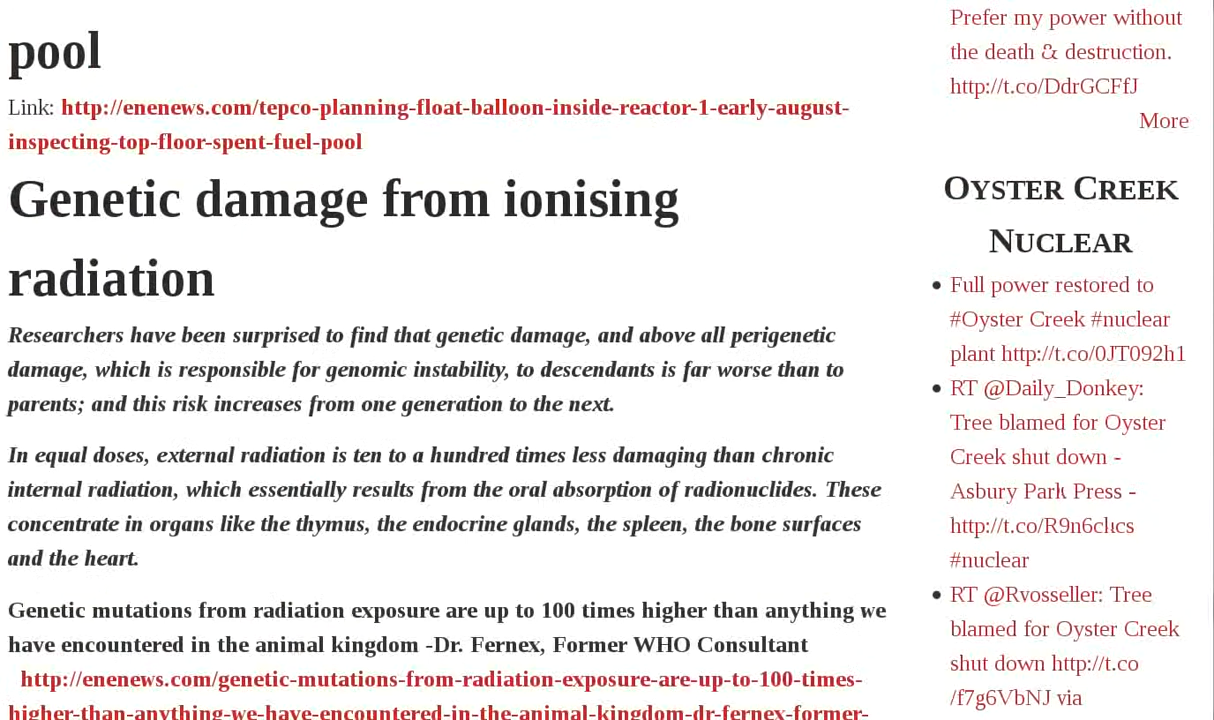 pool
Link: http://enenews.com/tepco-planning-float-balloon-inside-reactor-1-early-august-
inspecting-top-floor-spent-fuel-pool
Genetic damage from ionising
radiation
Researchers have been surprised to find that genetic damage, and above all perigenetic
damage, which is responsible for genomic instability, to descendants is far worse than to
parents; and this risk increases from one generation to the next.
In equal doses, external radiation is ten to a hundred times less damaging than chronic
internal radiation, which essentially results from the oral absorption of radionuclides. These
concentrate in organs like the thymus, the endocrine glands, the spleen, the bone surfaces
and the heart.
Genetic mutations from radiation exposure are up to 100 times higher than anything we
have encountered in the animal kingdom -Dr. Fernex, Former WHO Consultant
http://enenews.com/genetic-mutations-from-radiation-exposure-are-up-to-100-times-
higher-than-anything-we-have-encountered-in-the-animal-kingdom-dr-fernex-former-
Prefer my power without
the death & destruction.
http://t.co/DdrGCFfJ
More
Oyster Creek
Nuclear
Full power restored to
#Oyster Creek #nuclear
plant http://t.co/0JT092h1
RT @Daily_Donkey:
Tree blamed for Oyster
Creek shut down -
Asbury Park Press -
http://t.co/R9n6clcs
#nuclear
RT @Rvosseller: Tree
blamed for Oyster Creek
shut down http://t.co
/f7g6VbNJ via